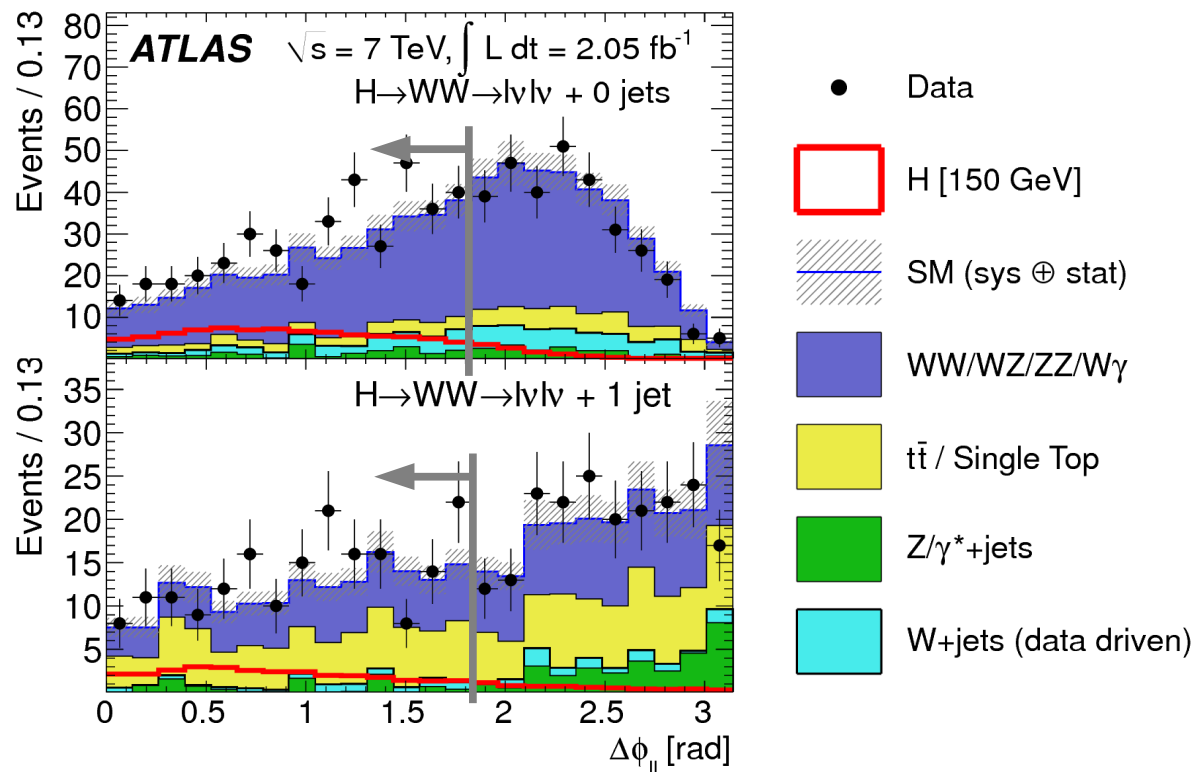 ATLAS √s = 7 TeV, ∫ L dt = 2.05 fb⁻¹
H→WW→lνlν + 0 jets
Events / 0.13
80
70
60
50
40
30
20
10
H→WW→lνlν + 1 jet
Events / 0.13
35
30
25
20
15
10
5
0 0.5 1 1.5 2 2.5 3
Δϕ_ll [rad]
Data
H [150 GeV]
SM (sys ⊕ stat)
WW/WZ/ZZ/Wγ
tt̄ / Single Top
Z/γ*+jets
W+jets (data driven)